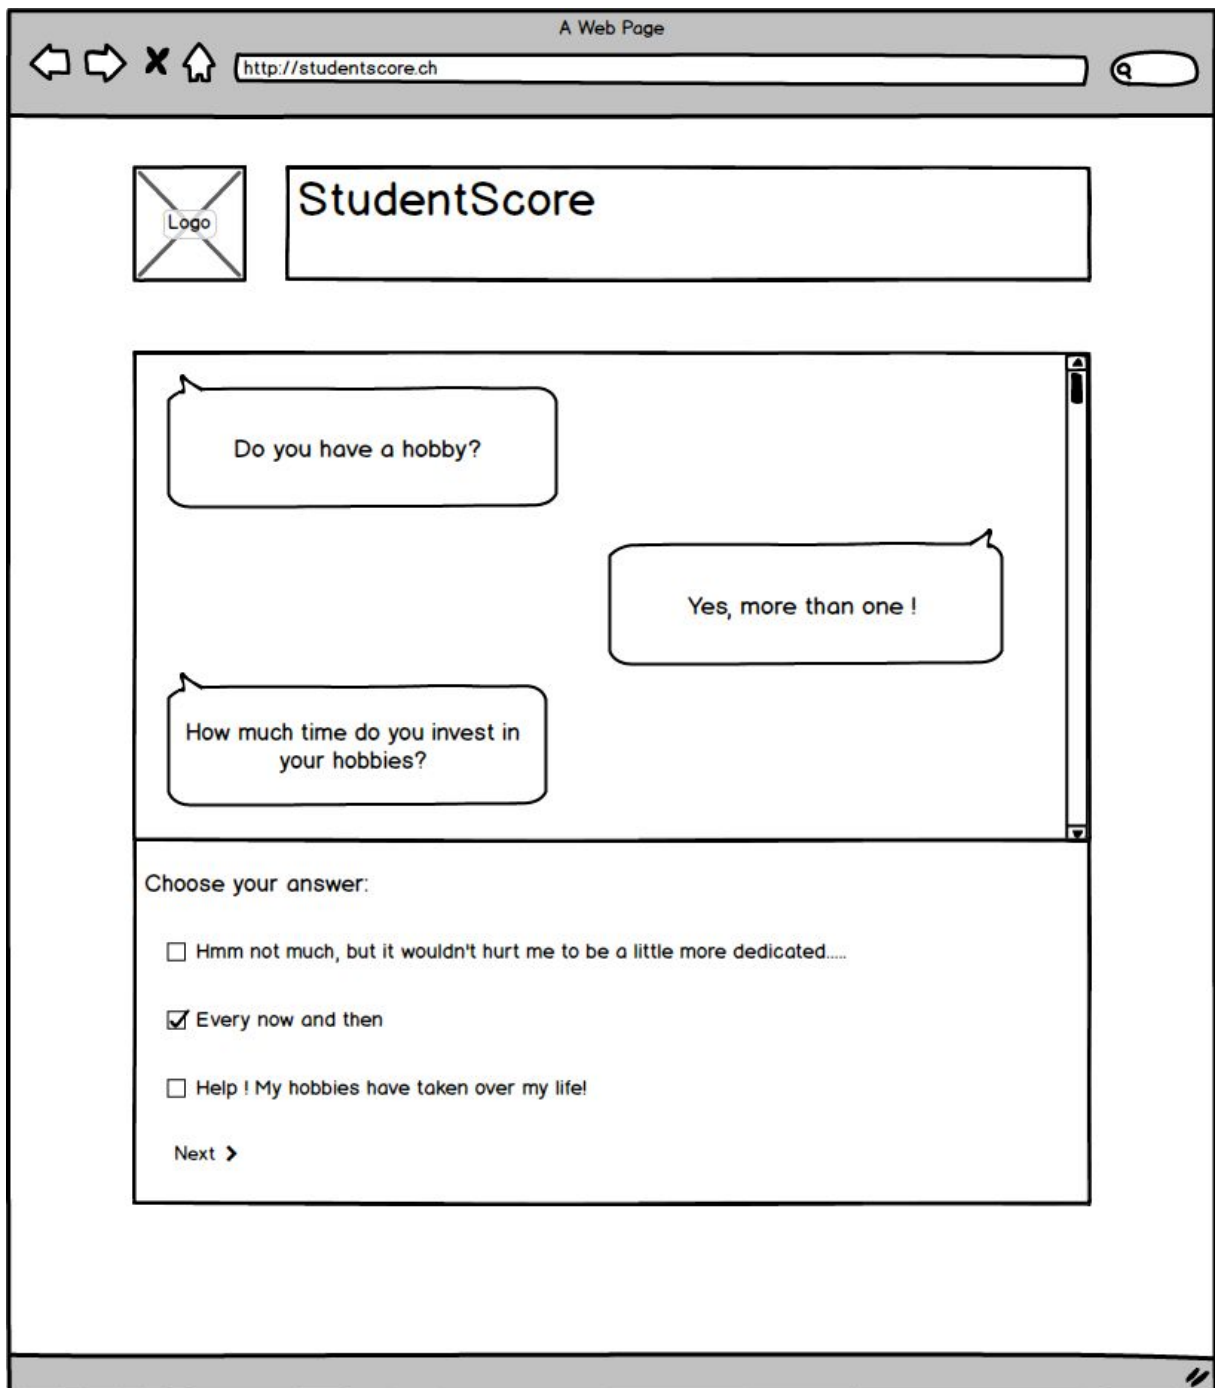 A Web Page
http://studentscore.ch
Logo
StudentScore
Do you have a hobby?
Yes, more than one !
How much time do you invest in
your hobbies?
Choose your answer:
Hmm not much, but it wouldn't hurt me to be a little more dedicated.....
Every now and then
Help ! My hobbies have taken over my life!
Next